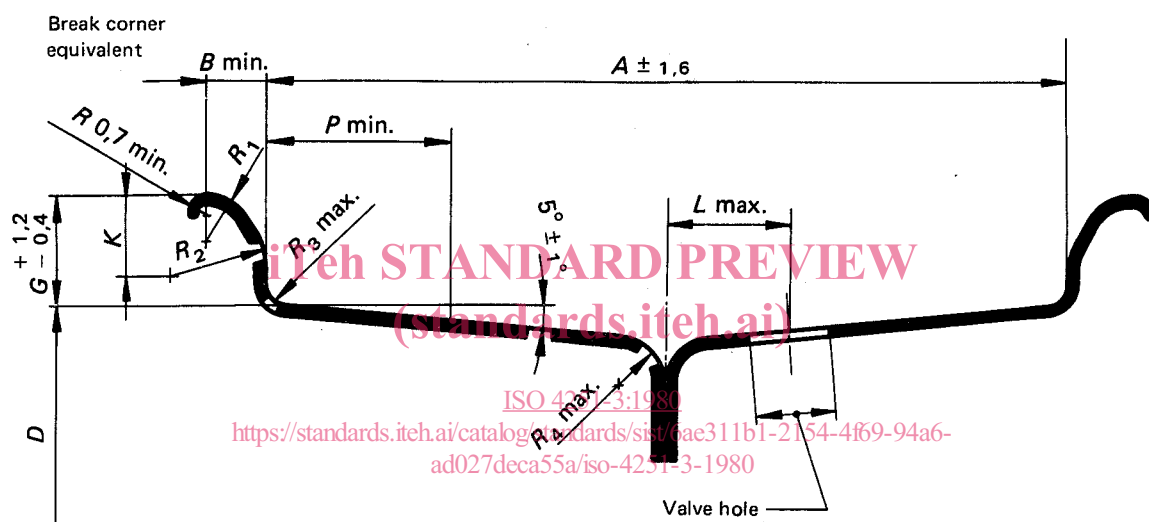 Break corner
equivalent
B min.
A ± 1,6
P min.
R 0,7 min.
R₁
K
G + 1,2 − 0,4
R₂
R₃ max.
5° ± 1°
L max.
iTeh STANDARD PREVIEW
(standards.iteh.ai)
D
R₄ max.
ISO 4251-3:1980
https://standards.iteh.ai/catalog/standards/sist/6ae311b1-2154-4f69-94a6-
ad027deca55a/iso-4251-3-1980
Valve hole